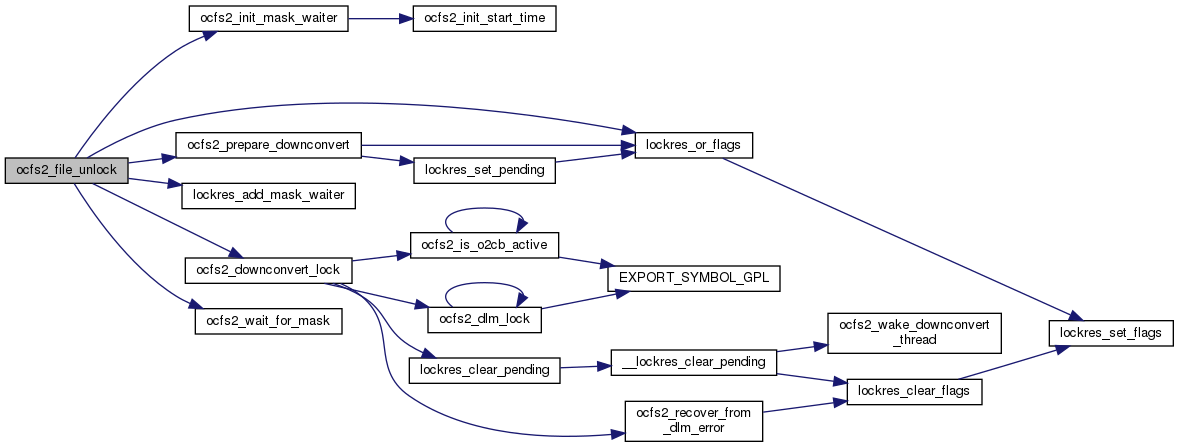 ocfs2_init_mask_waiter
ocfs2_init_start_time
ocfs2_file_unlock
ocfs2_prepare_downconvert
lockres_or_flags
lockres_set_pending
lockres_add_mask_waiter
ocfs2_is_o2cb_active
ocfs2_downconvert_lock
EXPORT_SYMBOL_GPL
ocfs2_dlm_lock
ocfs2_wait_for_mask
ocfs2_wake_downconvert
_thread
lockres_set_flags
lockres_clear_pending
__lockres_clear_pending
lockres_clear_flags
ocfs2_recover_from
_dlm_error